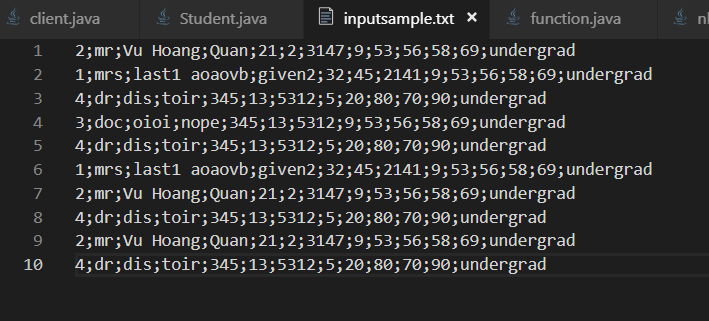 client.java Student.java inputsample.txt × function.java
1 2;mr;Vu Hoang;Quan;21;2;3147;9;53;56;58;69;undergrad
2 1;mrs;last1 aoaovb;given2;32;45;2141;9;53;56;58;69;undergrad
3 4;dr;dis;toir;345;13;5312;5;20;80;70;90;undergrad
4 3;doc;oioi;nope;345;13;5312;9;53;56;58;69;undergrad
5 4;dr;dis;toir;345;13;5312;5;20;80;70;90;undergrad
6 1;mrs;last1 aoaovb;given2;32;45;2141;9;53;56;58;69;undergrad
7 2;mr;Vu Hoang;Quan;21;2;3147;9;53;56;58;69;undergrad
8 4;dr;dis;toir;345;13;5312;5;20;80;70;90;undergrad
9 2;mr;Vu Hoang;Quan;21;2;3147;9;53;56;58;69;undergrad
10 4;dr;dis;toir;345;13;5312;5;20;80;70;90;undergrad